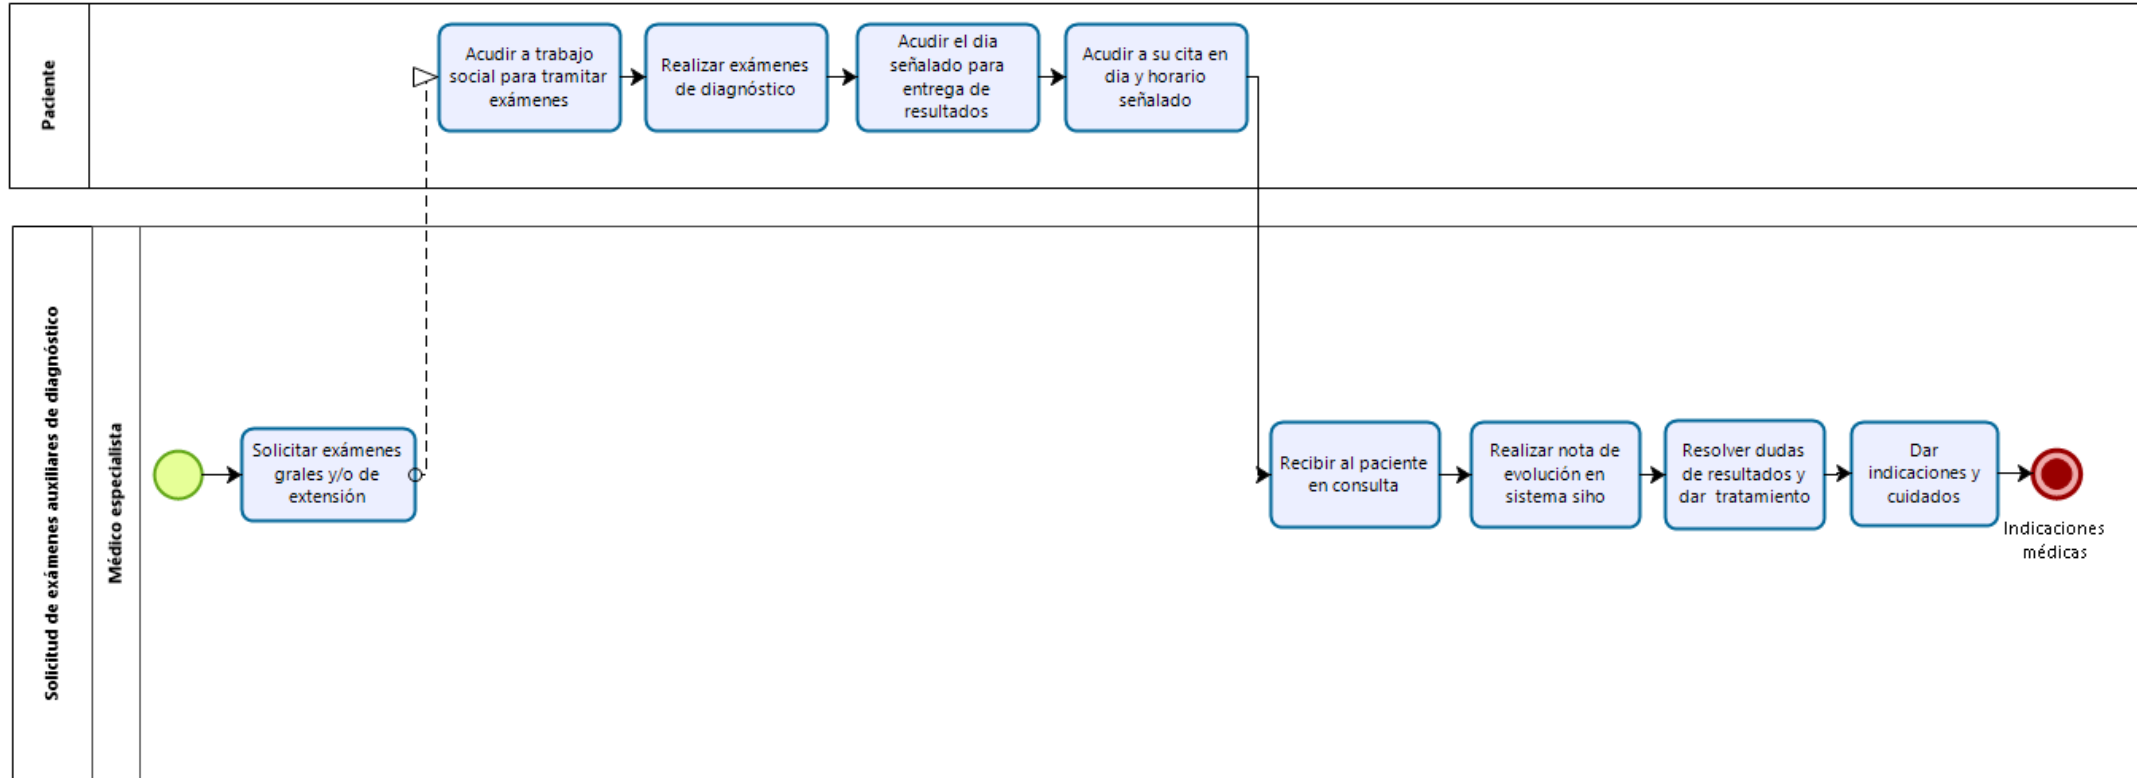 Paciente
Acudir a trabajo
social para tramitar
exámenes
Realizar exámenes
de diagnóstico
Acudir el dia
señalado para
entrega de
resultados
Acudir a su cita en
dia y horario
señalado
Solicitud de exámenes auxiliares de diagnóstico
Médico especialista
Solicitar exámenes
grales y/o de
extensión
Recibir al paciente
en consulta
Realizar nota de
evolución en
sistema siho
Resolver dudas
de resultados y
dar tratamiento
Dar
indicaciones y
cuidados
Indicaciones
médicas